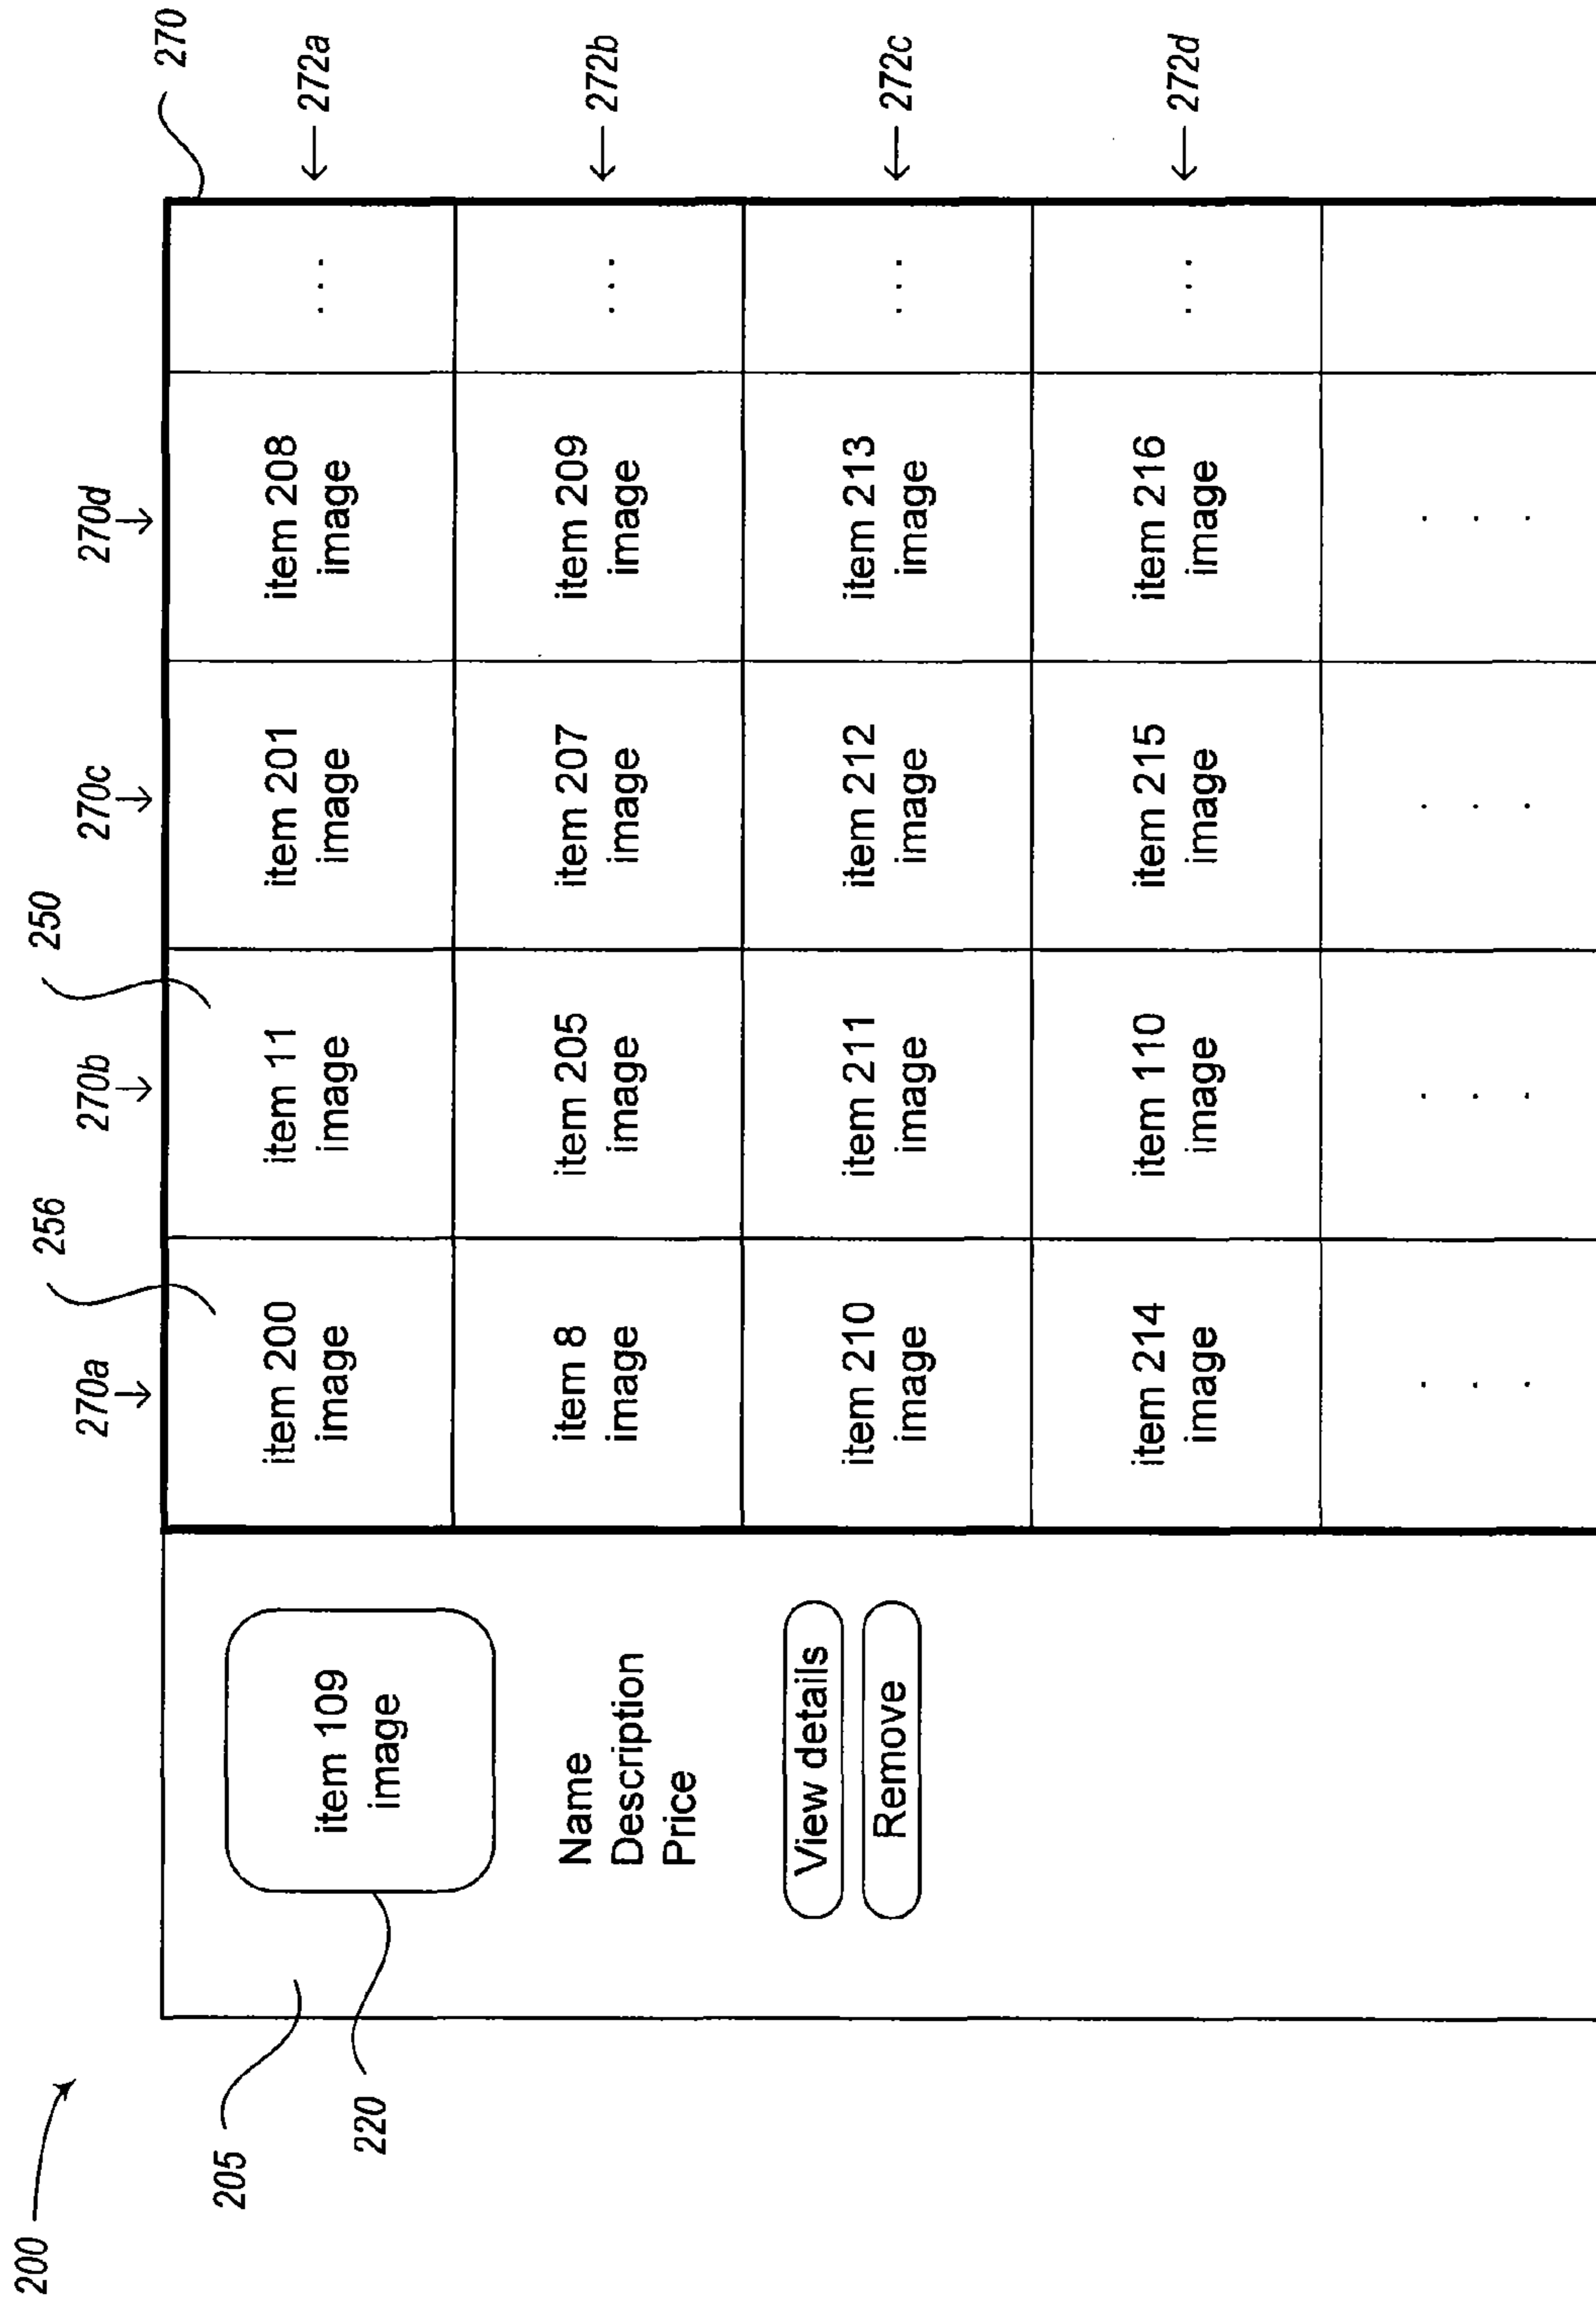 200
205
220
256
250
270
270a
270b
270c
270d
item 109
image
Name
Description
Price
View details
Remove
item 200
image
item 11
image
item 201
image
item 208
image
. . .
272a
item 8
image
item 205
image
item 207
image
item 209
image
. . .
272b
item 210
image
item 211
image
item 212
image
item 213
image
. . .
272c
item 214
image
item 110
image
item 215
image
item 216
image
. . .
272d
. . .
. . .
. . .
. . .